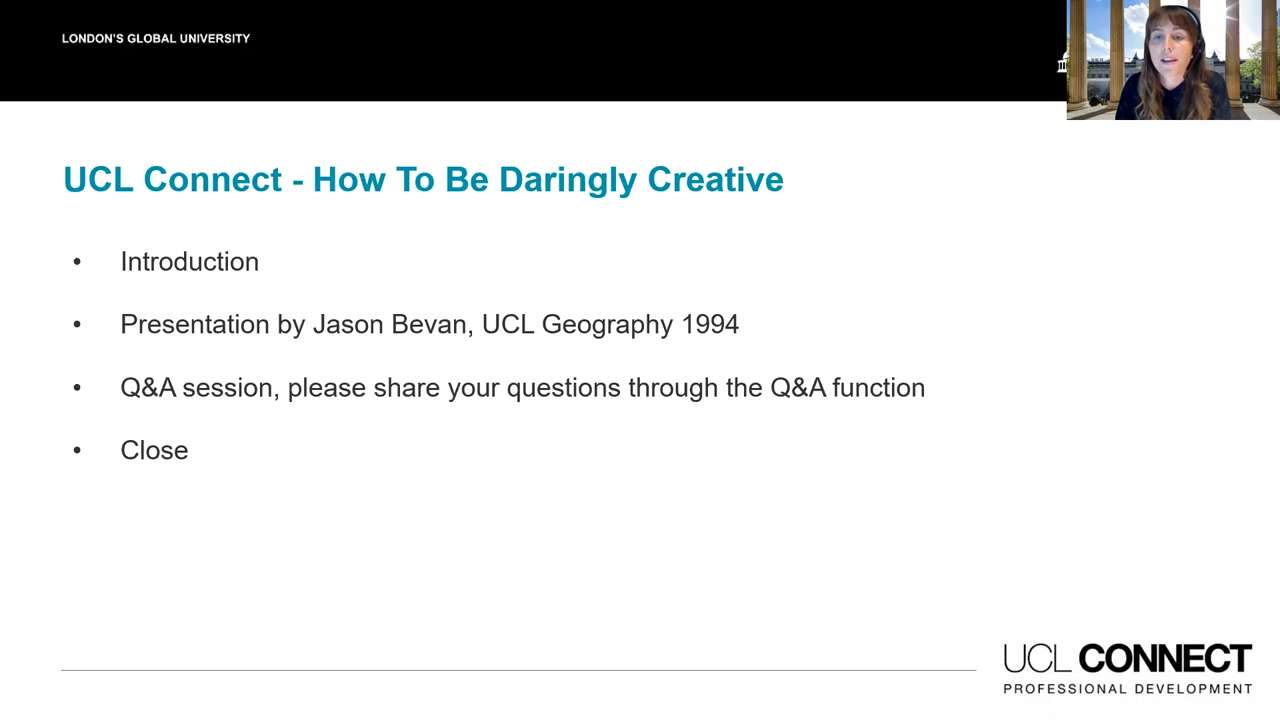 LONDON'S GLOBAL UNIVERSITY
UCL Connect - How To Be Daringly Creative
• Introduction
• Presentation by Jason Bevan, UCL Geography 1994
• Q&A session, please share your questions through the Q&A function
• Close
UCL CONNECT
PROFESSIONAL DEVELOPMENT